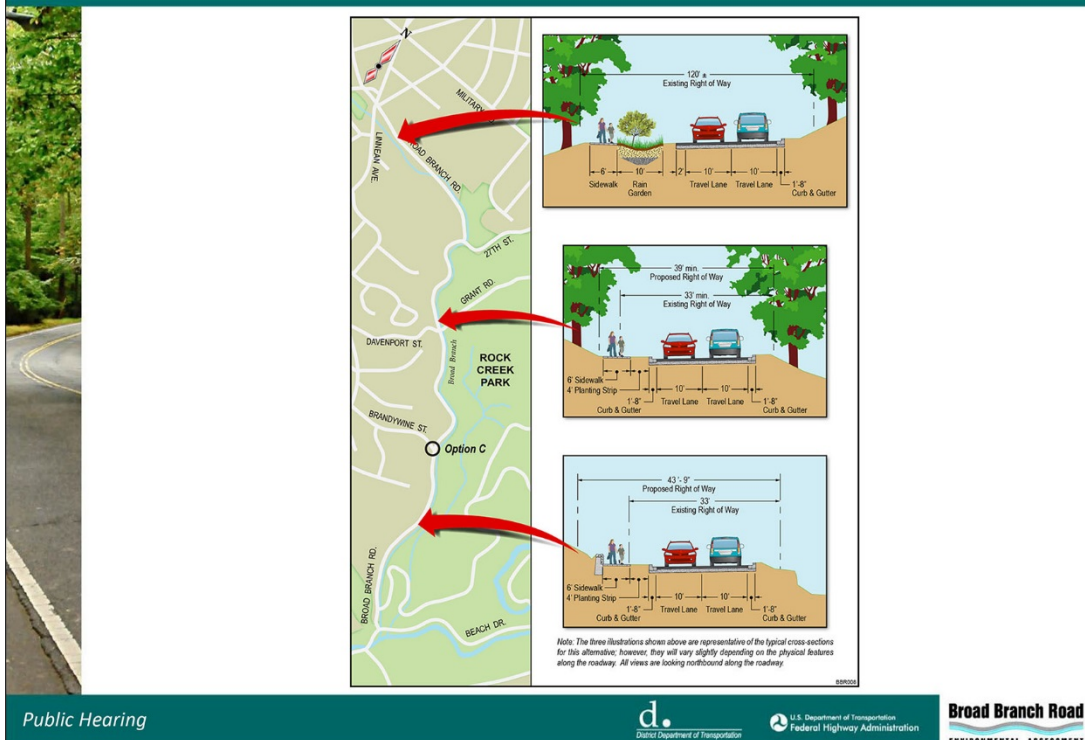 N
MILITARY
LINNEAN AVE.
BROAD BRANCH RD.
27TH ST.
GRANT RD.
DAVENPORT ST.
Broad Branch
ROCK
CREEK
PARK
BRANDYWINE ST.
Option C
BROAD BRANCH RD.
BEACH DR.
120' ±
Existing Right of Way
6' 10' 2' 10' 10'
Sidewalk Rain Garden Travel Lane Travel Lane 1'-8"
Curb & Gutter
39' min.
Proposed Right of Way
33' min.
Existing Right of Way
6' Sidewalk
4' Planting Strip
10' 10'
1'-8" Travel Lane Travel Lane 1'-8"
Curb & Gutter Curb & Gutter
43'- 9"
Proposed Right of Way
33'
Existing Right of Way
6' Sidewalk
4' Planting Strip
10' 10'
1'-8" Travel Lane Travel Lane 1'-8"
Curb & Gutter Curb & Gutter
Note: The three illustrations shown above are representative of the typical cross-sections
for this alternative; however, they will vary slightly depending on the physical features
along the roadway. All views are looking northbound along the roadway.
Public Hearing
d.
District Department of Transportation
U.S. Department of Transportation
Federal Highway Administration
Broad Branch Road
ENVIRONMENTAL ASSESSMENT